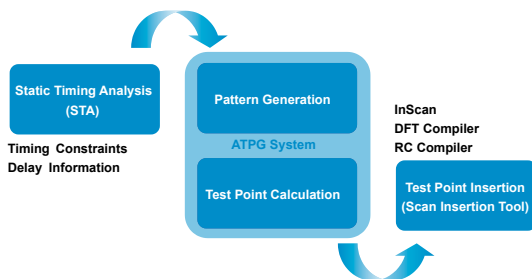 Static Timing Analysis
(STA)
Timing Constraints
Delay Information
Pattern Generation
ATPG System
Test Point Calculation
InScan
DFT Compiler
RC Compiler
Test Point Insertion
(Scan Insertion Tool)